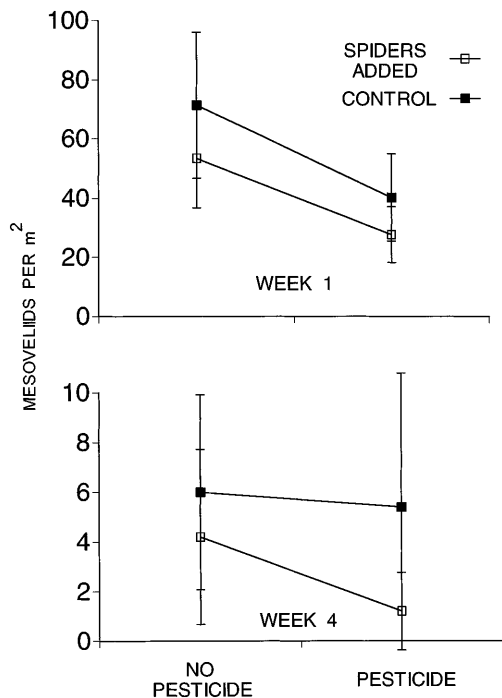 MESOVELIIDS PER m²
100
80
60
40
20
0
SPIDERS
ADDED
CONTROL
WEEK 1
10
8
6
4
2
0
WEEK 4
NO
PESTICIDE
PESTICIDE